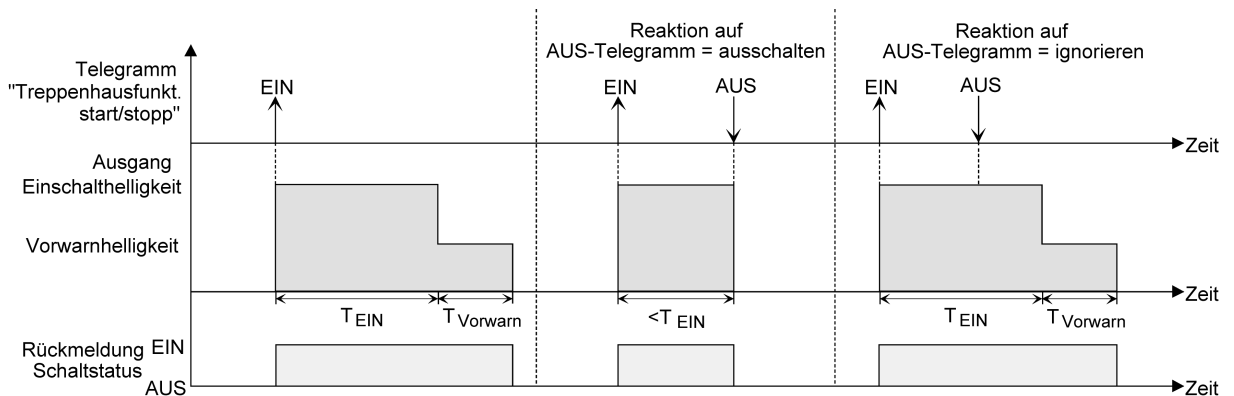 Reaktion auf
AUS-Telegramm = ausschalten
Reaktion auf
AUS-Telegramm = ignorieren
Telegramm
"Treppenhausfunkt.
start/stopp"
EIN
EIN
AUS
EIN
AUS
Zeit
Ausgang
Einschalthelligkeit
Vorwarnhelligkeit
Zeit
T EIN
T Vorwarn
<T EIN
T EIN
T Vorwarn
Rückmeldung
Schaltstatus
EIN
AUS
Zeit